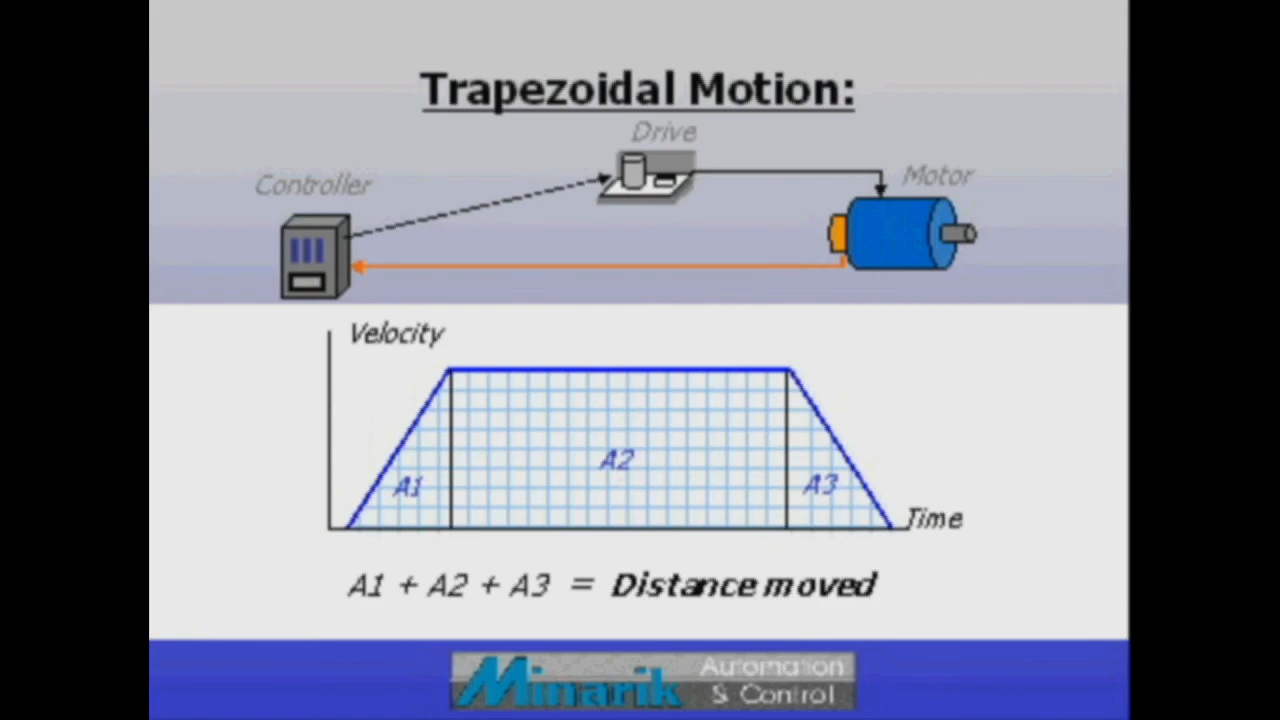 Trapezoidal Motion:
Drive
Controller
Motor
Velocity
A1
A2
A3
Time
A1 + A2 + A3 = Distance moved
Minarik
Automation
& Control